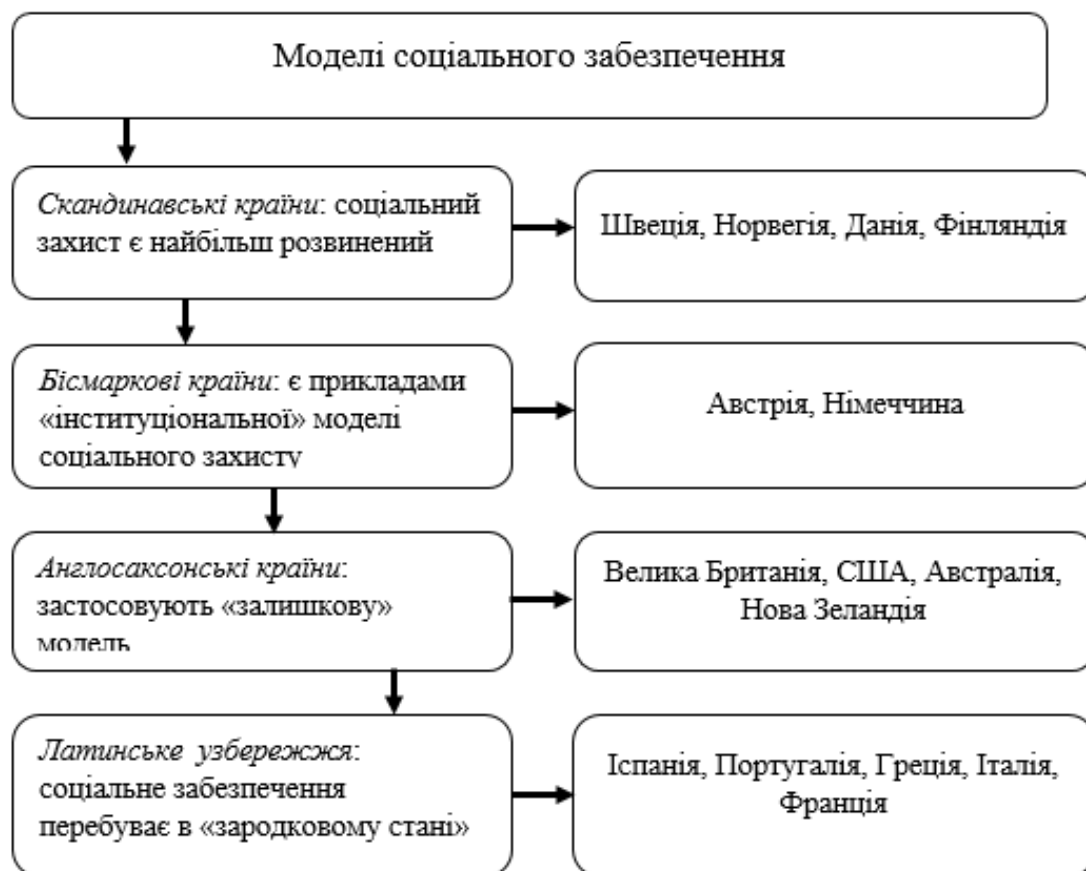 Моделі соціального забезпечення
Скандинавські країни: соціальний
захист є найбільш розвинений
Швеція, Норвегія, Данія, Фінляндія
Бісмаркові країни: є прикладами
«інституціональної» моделі
соціального захисту
Австрія, Німеччина
Англосаксонські країни:
застосовують «залишкову»
модель
Велика Британія, США, Австралія,
Нова Зеландія
Латинське узбережжя:
соціальне забезпечення
перебуває в «зародковому стані»
Іспанія, Португалія, Греція, Італія,
Франція